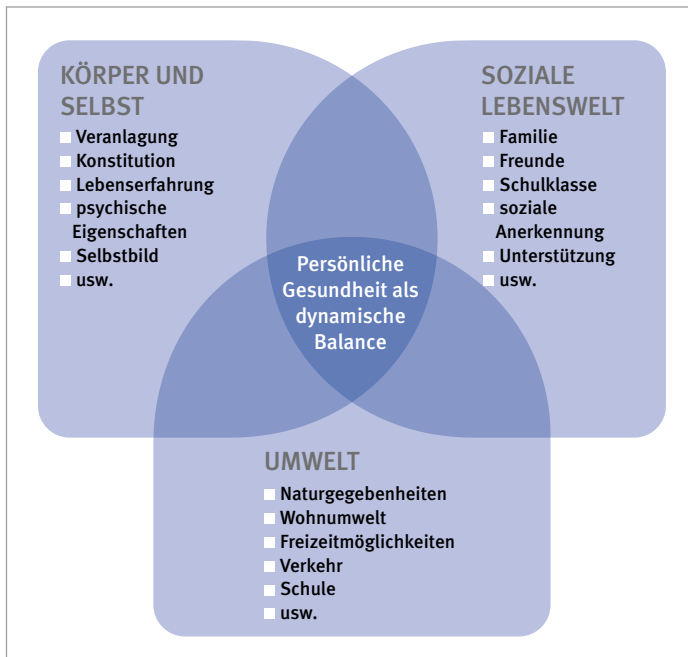 KÖRPER UND
SELBST
Veranlagung
Konstitution
Lebenserfahrung
psychische
Eigenschaften
Selbstbild
usw.
SOZIALE
LEBENSWELT
Familie
Freunde
Schulklasse
soziale
Anerkennung
Unterstützung
usw.
Persönliche
Gesundheit als
dynamische
Balance
UMWELT
Naturgegebenheiten
Wohnumwelt
Freizeitmöglichkeiten
Verkehr
Schule
usw.